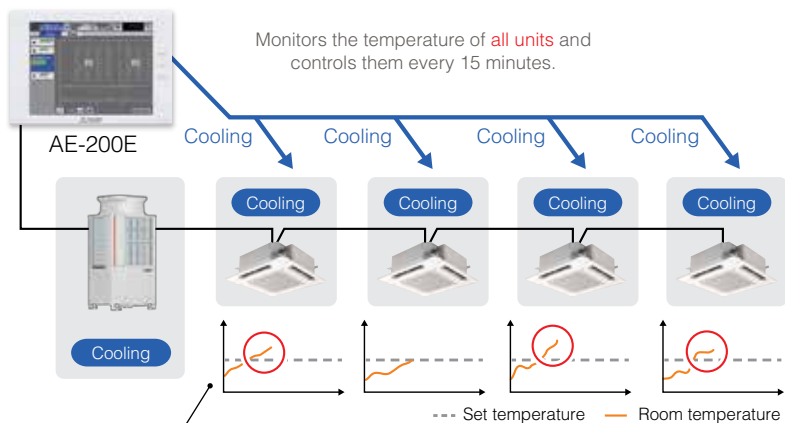 Monitors the temperature of all units and
controls them every 15 minutes.
AE-200E
Cooling Cooling Cooling Cooling
Cooling Cooling Cooling Cooling
Cooling
Set temperature Room temperature